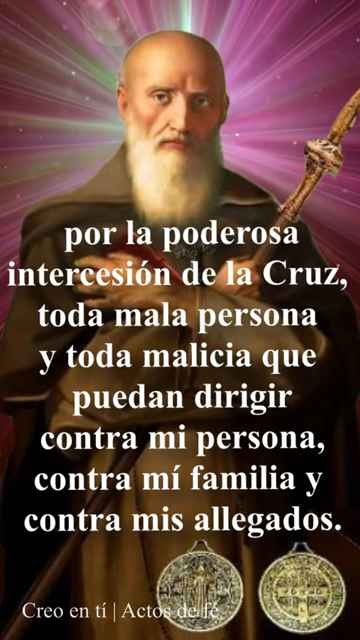 por la poderosa
intercesión de la Cruz,
toda mala persona
y toda malicia que
puedan dirigir
contra mi persona,
contra mí familia y
contra mis allegados.
Creo en tí | Actos de fé